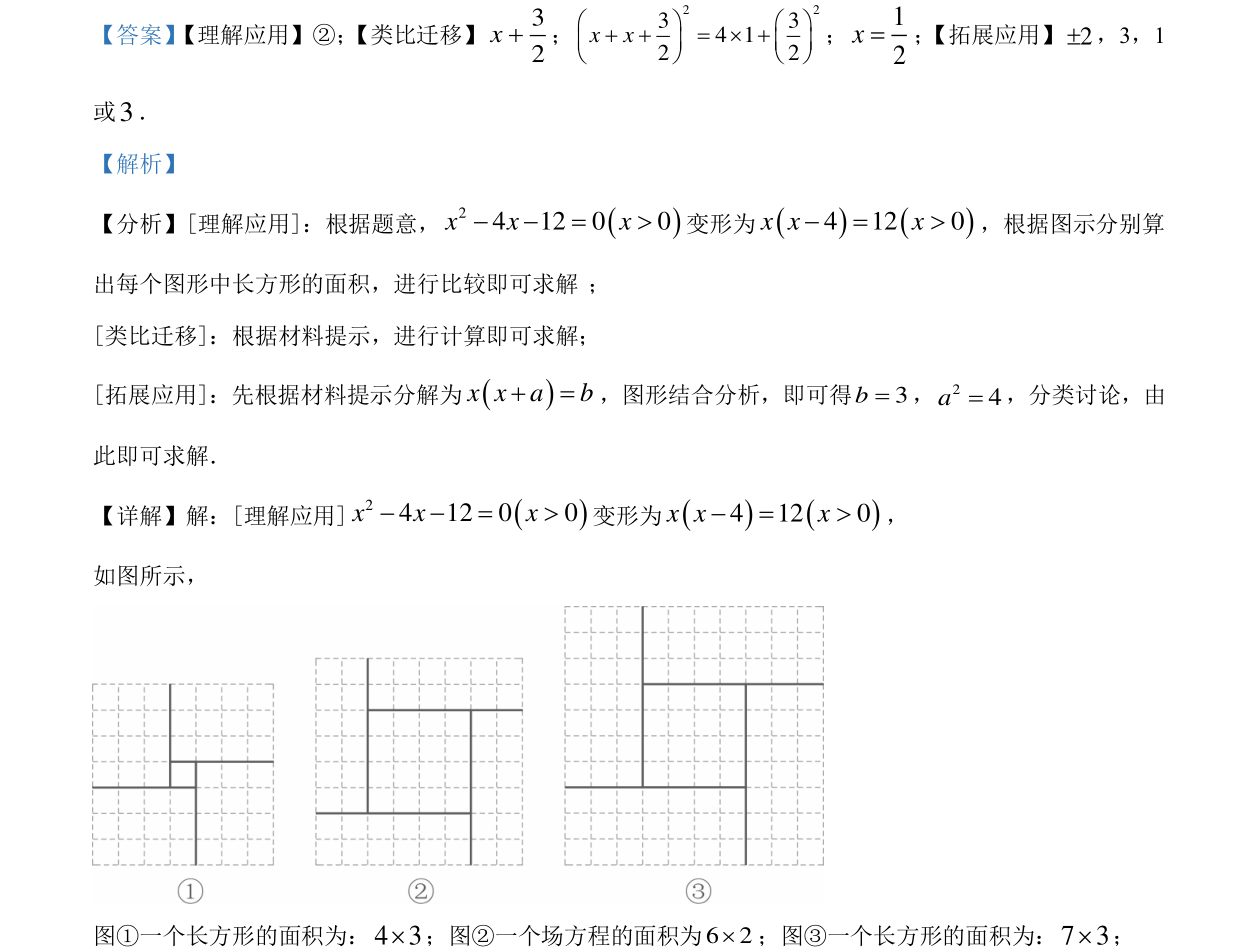 【答案】【理解应用】②；【类比迁移】x + 3/2；(x + x + 3/2)² = 4×1 + (3/2)²；x = 1/2；【拓展应用】±2，3，1
或3．
【解析】
【分析】[理解应用]：根据题意，x² − 4x − 12 = 0(x > 0)变形为x(x − 4) = 12(x > 0)，根据图示分别算
出每个图形中长方形的面积，进行比较即可求解 ；
[类比迁移]：根据材料提示，进行计算即可求解；
[拓展应用]：先根据材料提示分解为x(x + a) = b，图形结合分析，即可得b = 3，a² = 4，分类讨论，由
此即可求解．
【详解】解：[理解应用] x² − 4x − 12 = 0(x > 0)变形为x(x − 4) = 12(x > 0)，
如图所示，
① ② ③
图①一个长方形的面积为：4×3；图②一个场方程的面积为6×2；图③一个长方形的面积为：7×3；